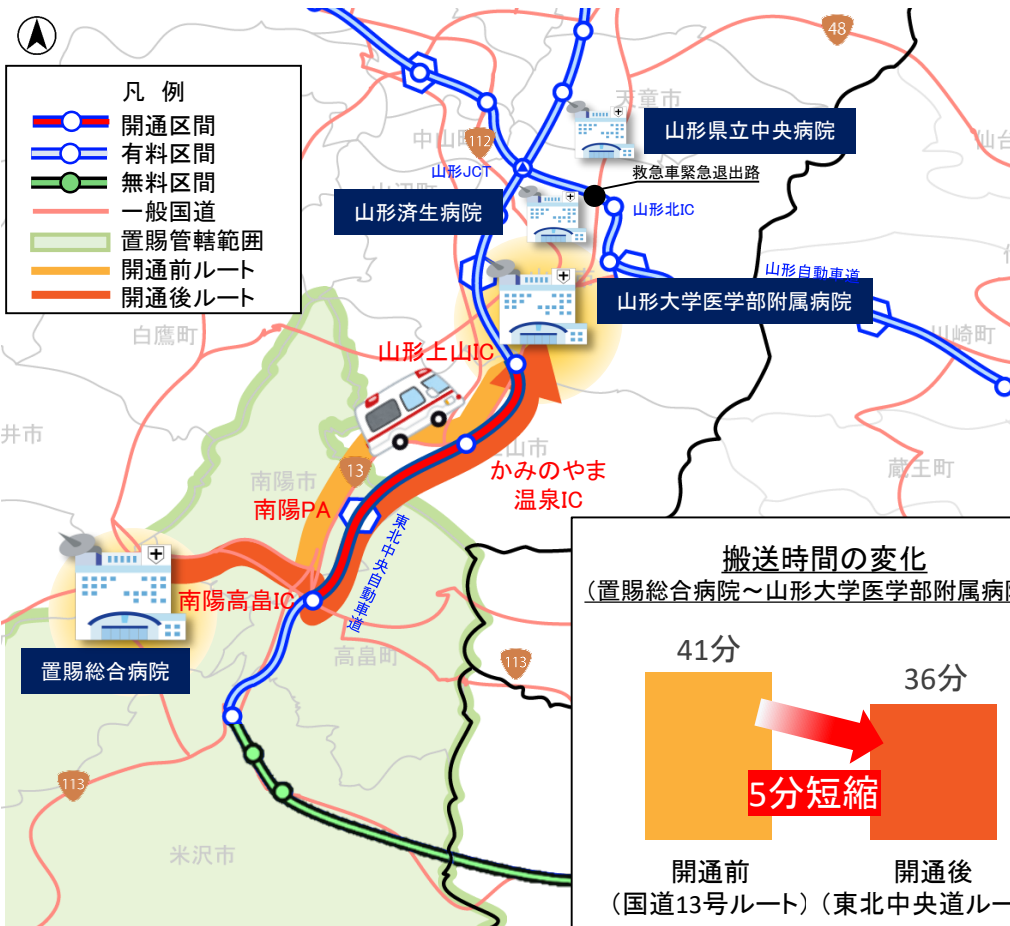 48
凡 例
開通区間
有料区間
無料区間
一般国道
置賜管轄範囲
開通前ルート
開通後ルート
天童市
山形県立中央病院
中山町
112
山形JCT
救急車緊急退出路
仙台
山形済生病院
山形北IC
山形自動車道
山形大学医学部附属病院
川崎町
白鷹町
山形上山IC
井市
山市
かみのやま
温泉IC
蔵王町
13
南陽市
南陽PA
東北中央自動車道
南陽高畠IC
高畠町
113
置賜総合病院
113
米沢市
搬送時間の変化
(置賜総合病院～山形大学医学部附属病院
41分
36分
5分短縮
開通前
（国道13号ルート）
開通後
（東北中央道ルー